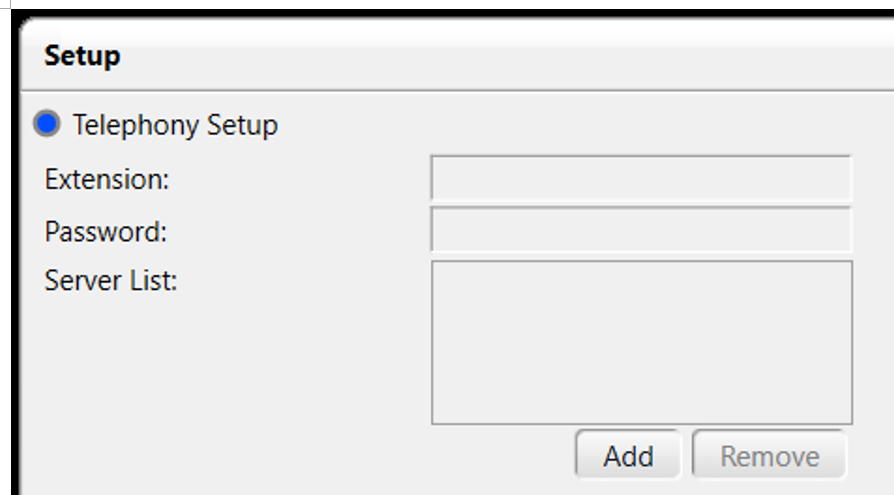 Setup
Telephony Setup
Extension:
Password:
Server List:
Add Remove